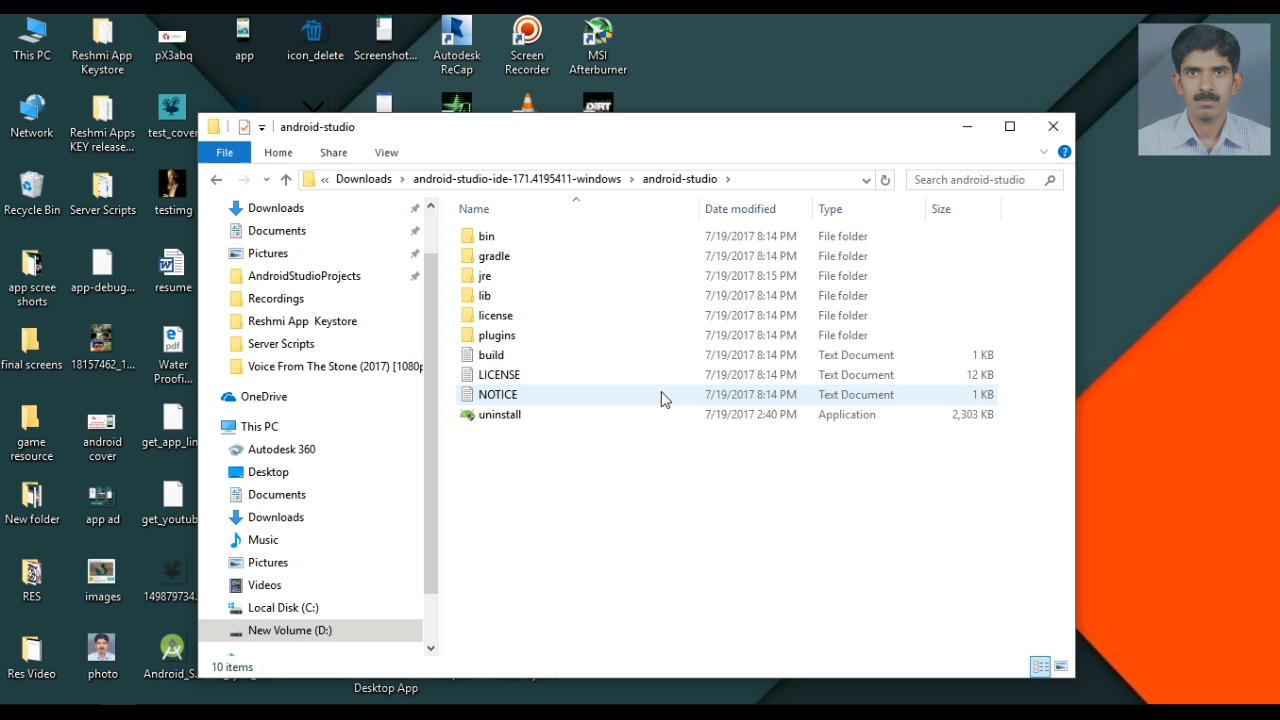 This PC
Reshmi App
Keystore
pX3abq
app
icon_delete
Screenshot...
Autodesk
ReCap
Screen
Recorder
MSI
Afterburner
Network
Reshmi Apps
KEY release...
test_cover
DiRT
Recycle Bin
Server Scripts
testimg
app scree
shorts
app-debug...
resume
final screens
18157462_1...
Water
Proofi...
game
resource
android
cover
get_app_lin
New folder
app ad
get_youtub
RES
images
149879734.
Res Video
photo
Android_S.
Desktop App
android-studio
File
Home
Share
View
« Downloads > android-studio-ide-171.4195411-windows > android-studio >
Search android-studio
Downloads
Documents
Pictures
AndroidStudioProjects
Recordings
Reshmi App Keystore
Server Scripts
Voice From The Stone (2017) [1080p
OneDrive
This PC
Autodesk 360
Desktop
Documents
Downloads
Music
Pictures
Videos
Local Disk (C:)
New Volume (D:)
Name Date modified Type Size
bin 7/19/2017 8:14 PM File folder
gradle 7/19/2017 8:14 PM File folder
jre 7/19/2017 8:15 PM File folder
lib 7/19/2017 8:14 PM File folder
license 7/19/2017 8:14 PM File folder
plugins 7/19/2017 8:14 PM File folder
build 7/19/2017 8:14 PM Text Document 1 KB
LICENSE 7/19/2017 8:14 PM Text Document 12 KB
NOTICE 7/19/2017 8:14 PM Text Document 1 KB
uninstall 7/19/2017 2:40 PM Application 2,303 KB
10 items